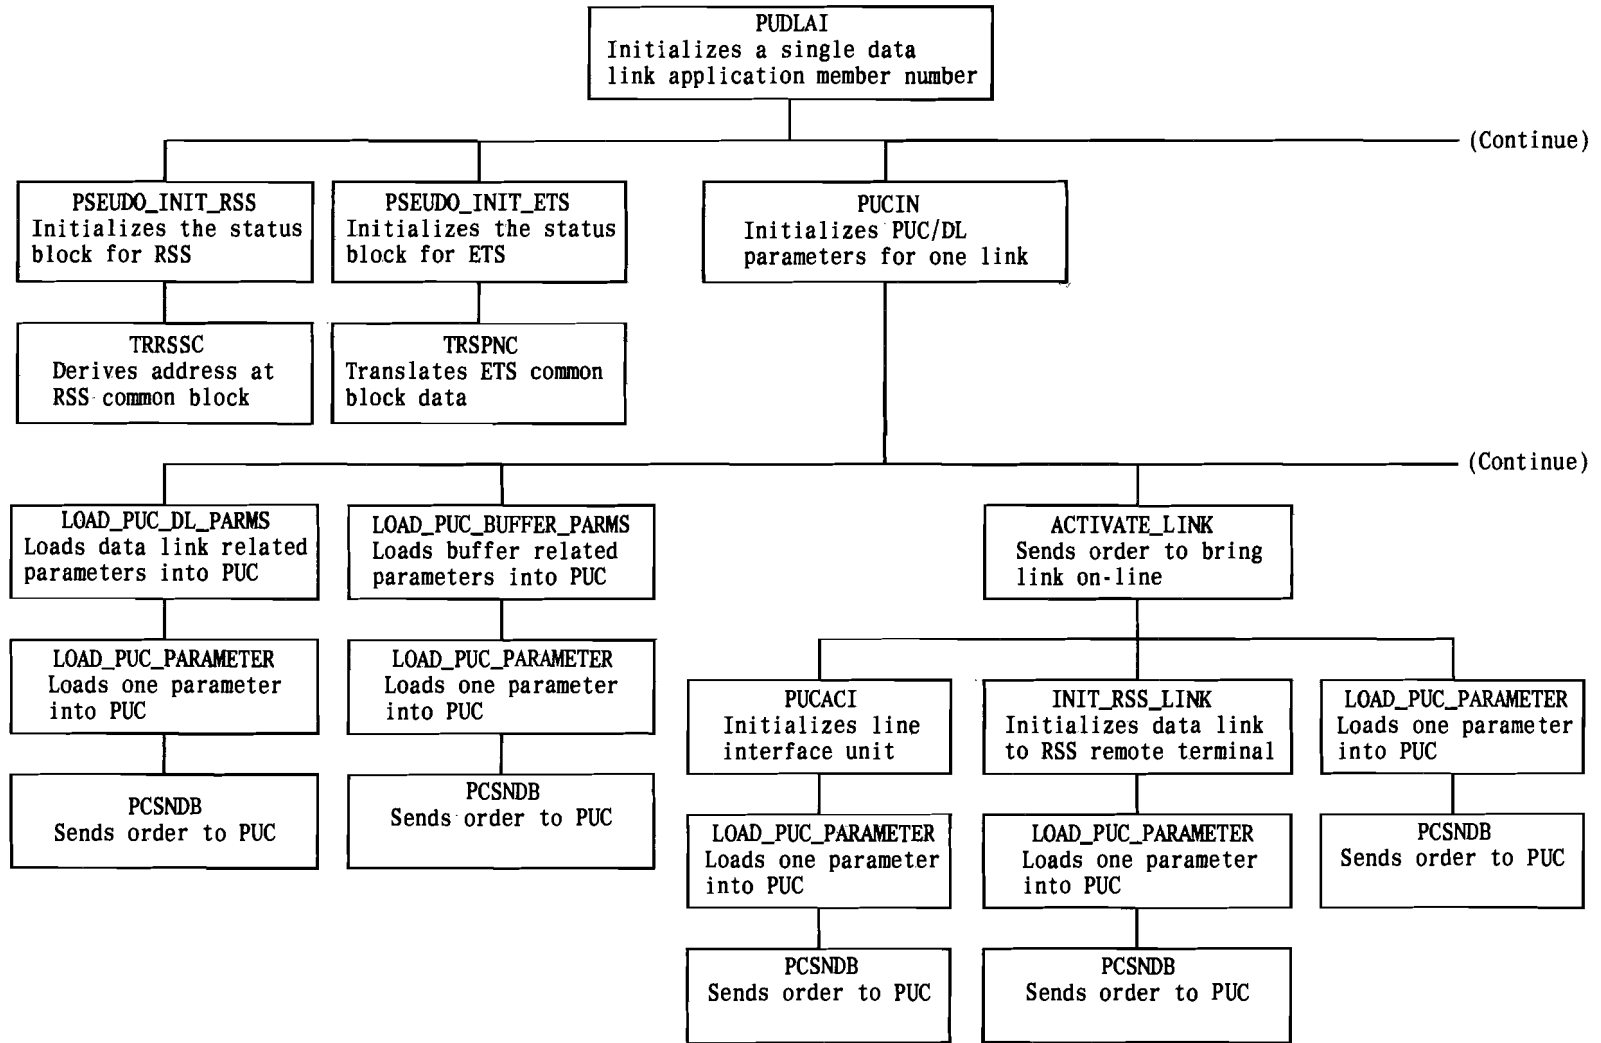 PUDLAI
Initializes a single data
link application member number
(Continue)
PSEUDO_INIT_RSS
Initializes the status
block for RSS
PSEUDO_INIT_ETS
Initializes the status
block for ETS
PUCIN
Initializes PUC/DL
parameters for one link
TRRSSC
Derives address at
RSS common block
TRSPNC
Translates ETS common
block data
(Continue)
LOAD_PUC_DL_PARMS
Loads data link related
parameters into PUC
LOAD_PUC_BUFFER_PARMS
Loads buffer related
parameters into PUC
ACTIVATE_LINK
Sends order to bring
link on-line
LOAD_PUC_PARAMETER
Loads one parameter
into PUC
LOAD_PUC_PARAMETER
Loads one parameter
into PUC
PUCACI
Initializes line
interface unit
INIT_RSS_LINK
Initializes data link
to RSS remote terminal
LOAD_PUC_PARAMETER
Loads one parameter
into PUC
PCSNDB
Sends order to PUC
PCSNDB
Sends order to PUC
LOAD_PUC_PARAMETER
Loads one parameter
into PUC
LOAD_PUC_PARAMETER
Loads one parameter
into PUC
PCSNDB
Sends order to PUC
PCSNDB
Sends order to PUC
PCSNDB
Sends order to PUC